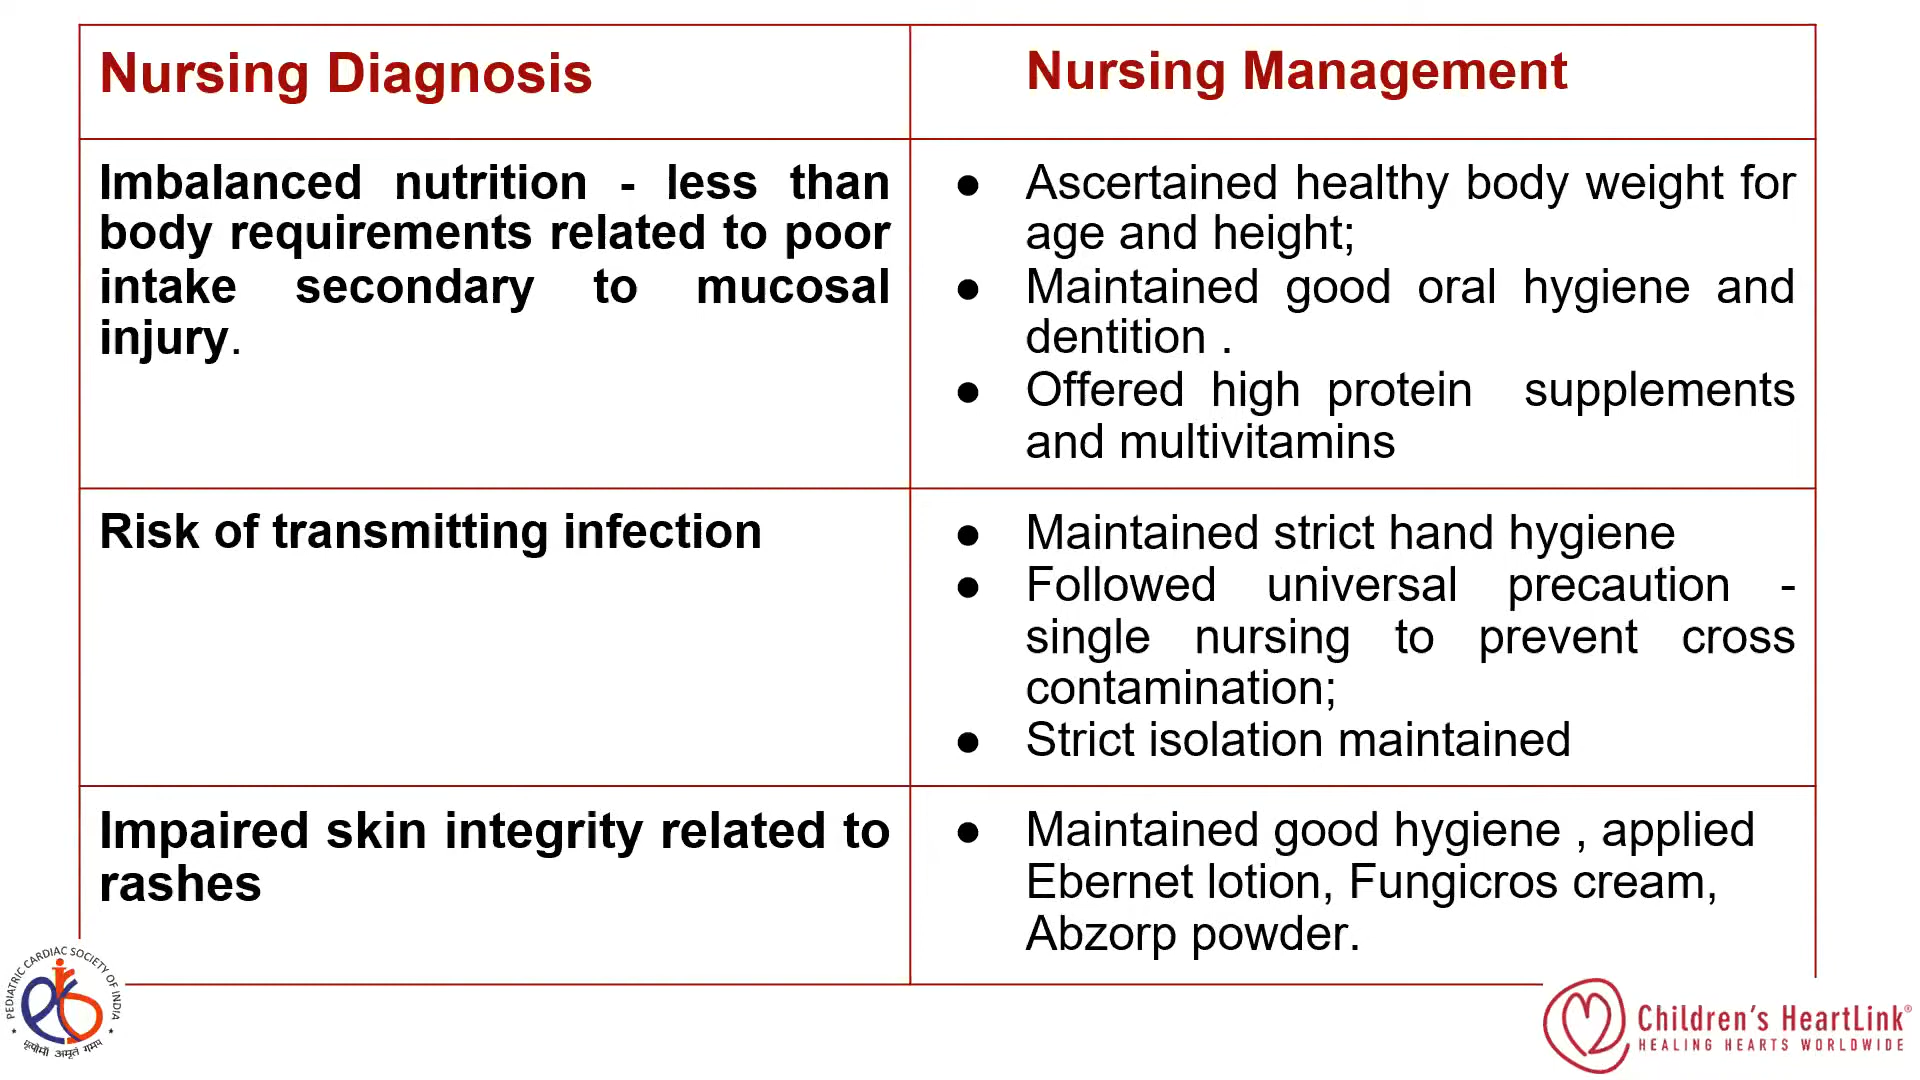 Nursing Diagnosis
Nursing Management
Imbalanced nutrition - less than
body requirements related to poor
intake secondary to mucosal
injury.
● Ascertained healthy body weight for
age and height;
● Maintained good oral hygiene and
dentition .
● Offered high protein supplements
and multivitamins
Risk of transmitting infection
● Maintained strict hand hygiene
● Followed universal precaution -
single nursing to prevent cross
contamination;
● Strict isolation maintained
Impaired skin integrity related to
rashes
● Maintained good hygiene , applied
Ebernet lotion, Fungicros cream,
Abzorp powder.
PEDIATRIC CARDIAC SOCIETY OF INDIA
Children's HeartLink®
HEALING HEARTS WORLDWIDE